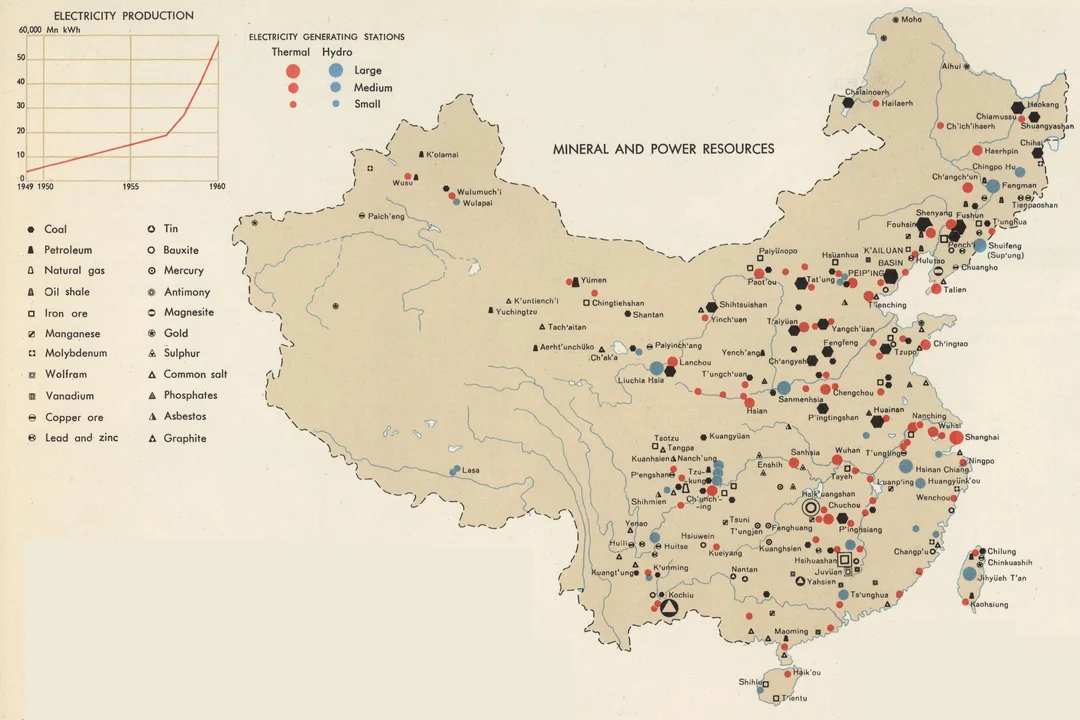 ELECTRICITY PRODUCTION
60,000 Mn kWh
50
40
30
20
10
0
1949 1950
1955
1960
ELECTRICITY GENERATING STATIONS
Thermal Hydro
Large
Medium
Small
MINERAL AND POWER RESOURCES
Coal
Petroleum
Natural gas
Oil shale
Iron ore
Manganese
Molybdenum
Wolfram
Vanadium
Copper ore
Lead and zinc
Tin
Bauxite
Mercury
Antimony
Magnesite
Gold
Sulphur
Common salt
Phosphates
Asbestos
Graphite
Moho
Aihui
Chalainoerh
Hailaerh
Haokang
Chiamussu
Shuangyashan
Ch'ich'ihaerh
Haerhpin
Chihsi
Chingpo Hu
Ch'angch'un
Fengman
Tienpaoshan
Shenyang
Fushun
Fouhsin
T'unghua
Penchi
Shuifeng
(Sup'ung)
K'AILUAN
BASIN
Hulutao
Chuangho
Talien
K'olamai
Wusu
Wulumuch'i
Wulapai
Paich'eng
Paiyünopo
Hsüanhua
Paot'ou
Tat'ung
PEIP'ING
T'ienching
Yümen
Chingtiehshan
K'untiench'i
Yuchingtzu
Shantan
Tach'aitan
Aerht'unchüko
Ch'ak'a
Paiyinch'ang
Shihtsuishan
Yinch'uan
T'aiyüan
Yangch'üan
Yench'ang
Fengfeng
Ch'angyeh
Tzupo
Ch'ingtao
Lanchou
Liuchia Hsia
T'ungch'uan
Sanmenhsia
Chengchou
Hsian
P'ingtingshan
Huainan
Nanching
Wuhsi
Shanghai
Taotzu
Tangpa
Kuangyüan
Kuanhsien
Nanch'ung
P'engshan
Tzu-
kung
Shihmien
Ch'unch'-
ing
Enshih
Sanhsia
Wuhan
Tayeh
T'ungling
Ningpo
Hsinan Chiang
Huangyünk'ou
Wenchou
Luang'ing
Hsik'uangshan
Chuchou
P'inghsiang
Lasa
Yenao
Huili
Huitse
Tsuni
T'ungjen
Fenghuang
Hsiuwein
Kueiyang
Kuanghsien
Hsihuashan
Changp'u
Chilung
Chinkuashih
Jihyüeh T'an
Kaohsiung
Kuangt'ung
K'unming
Nantan
Juvüan
Yahsien
Kochiu
Ts'unghua
Maoming
Haik'ou
Shihlu
T'ientu